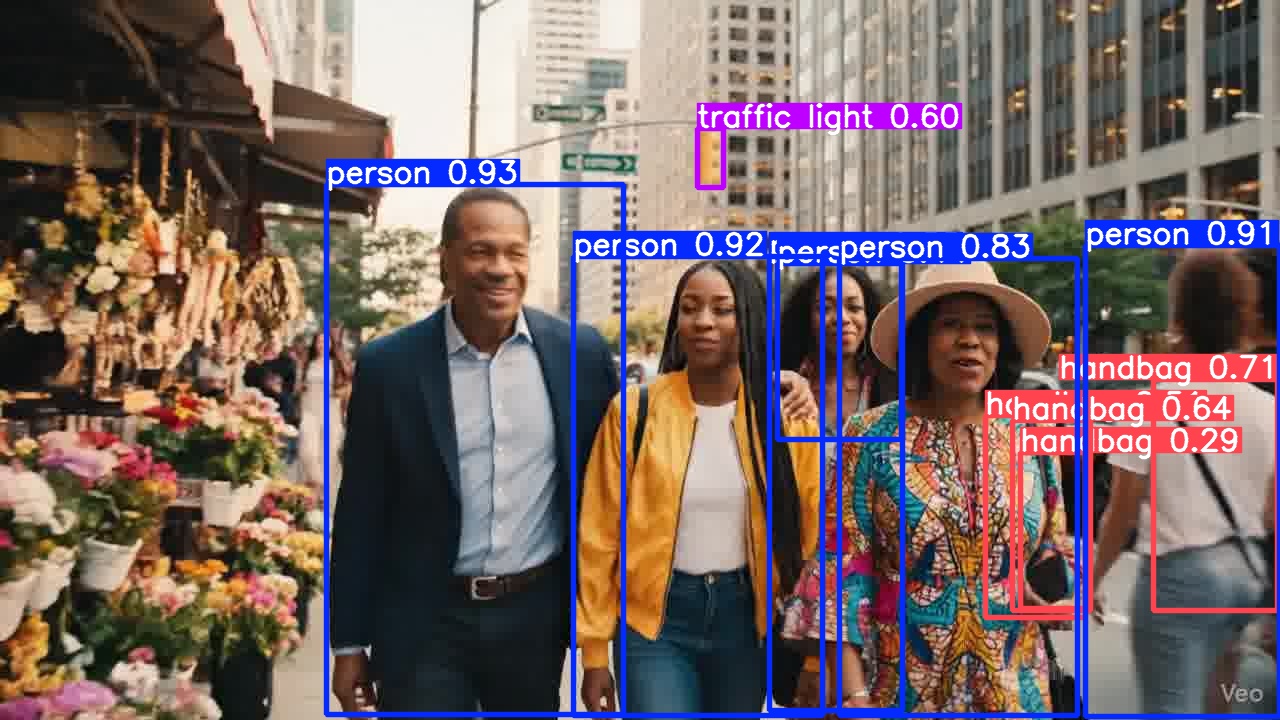 traffic light 0.60
person 0.93
person 0.92
person 0.83
person 0.91
handbag 0.71
handbag 0.64
handbag 0.29
Veo